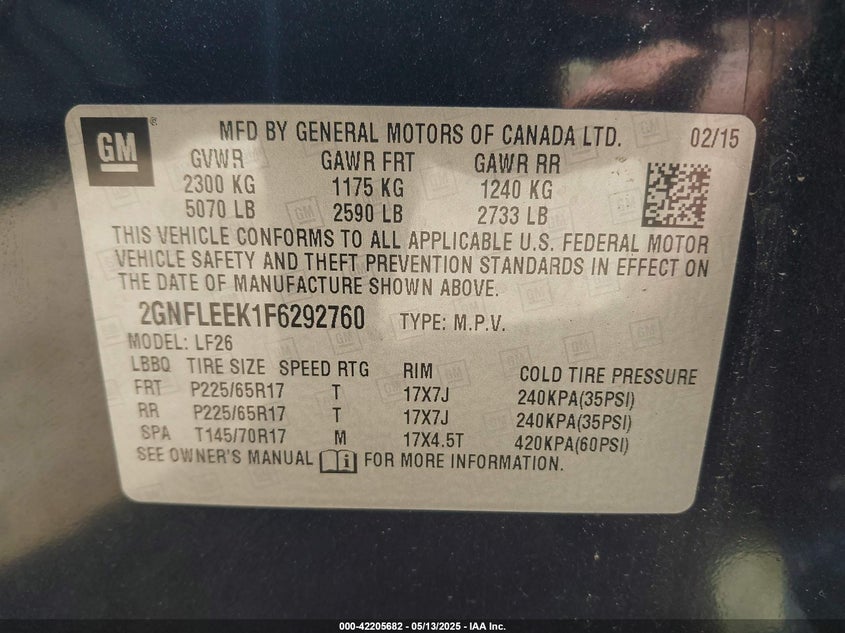 GM ®
MFD BY GENERAL MOTORS OF CANADA LTD. 02/15
GVWR GAWR FRT GAWR RR
2300 KG 1175 KG 1240 KG
5070 LB 2590 LB 2733 LB
THIS VEHICLE CONFORMS TO ALL APPLICABLE U.S. FEDERAL MOTOR
VEHICLE SAFETY AND THEFT PREVENTION STANDARDS IN EFFECT ON
THE DATE OF MANUFACTURE SHOWN ABOVE.
2GNFLEEK1F6292760 TYPE: M.P.V.
MODEL: LF26
LBBQ TIRE SIZE SPEED RTG RIM COLD TIRE PRESSURE
FRT P225/65R17 T 17X7J 240KPA(35PSI)
RR P225/65R17 T 17X7J 240KPA(35PSI)
SPA T145/70R17 M 17X4.5T 420KPA(60PSI)
SEE OWNER'S MANUAL FOR MORE INFORMATION.
000-42205682 - 05/13/2025 - IAA Inc.